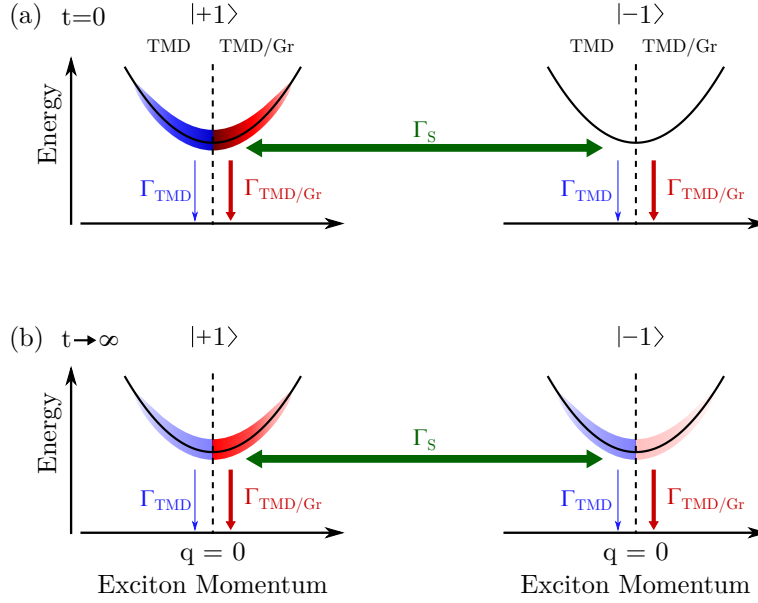 (a) t=0
|+1⟩
|−1⟩
TMD TMD/Gr
TMD TMD/Gr
Energy
Γ_S
Γ_TMD
Γ_TMD/Gr
Γ_TMD
Γ_TMD/Gr
(b) t→∞
|+1⟩
|−1⟩
Energy
Γ_S
Γ_TMD
Γ_TMD/Gr
Γ_TMD
Γ_TMD/Gr
q = 0
q = 0
Exciton Momentum
Exciton Momentum